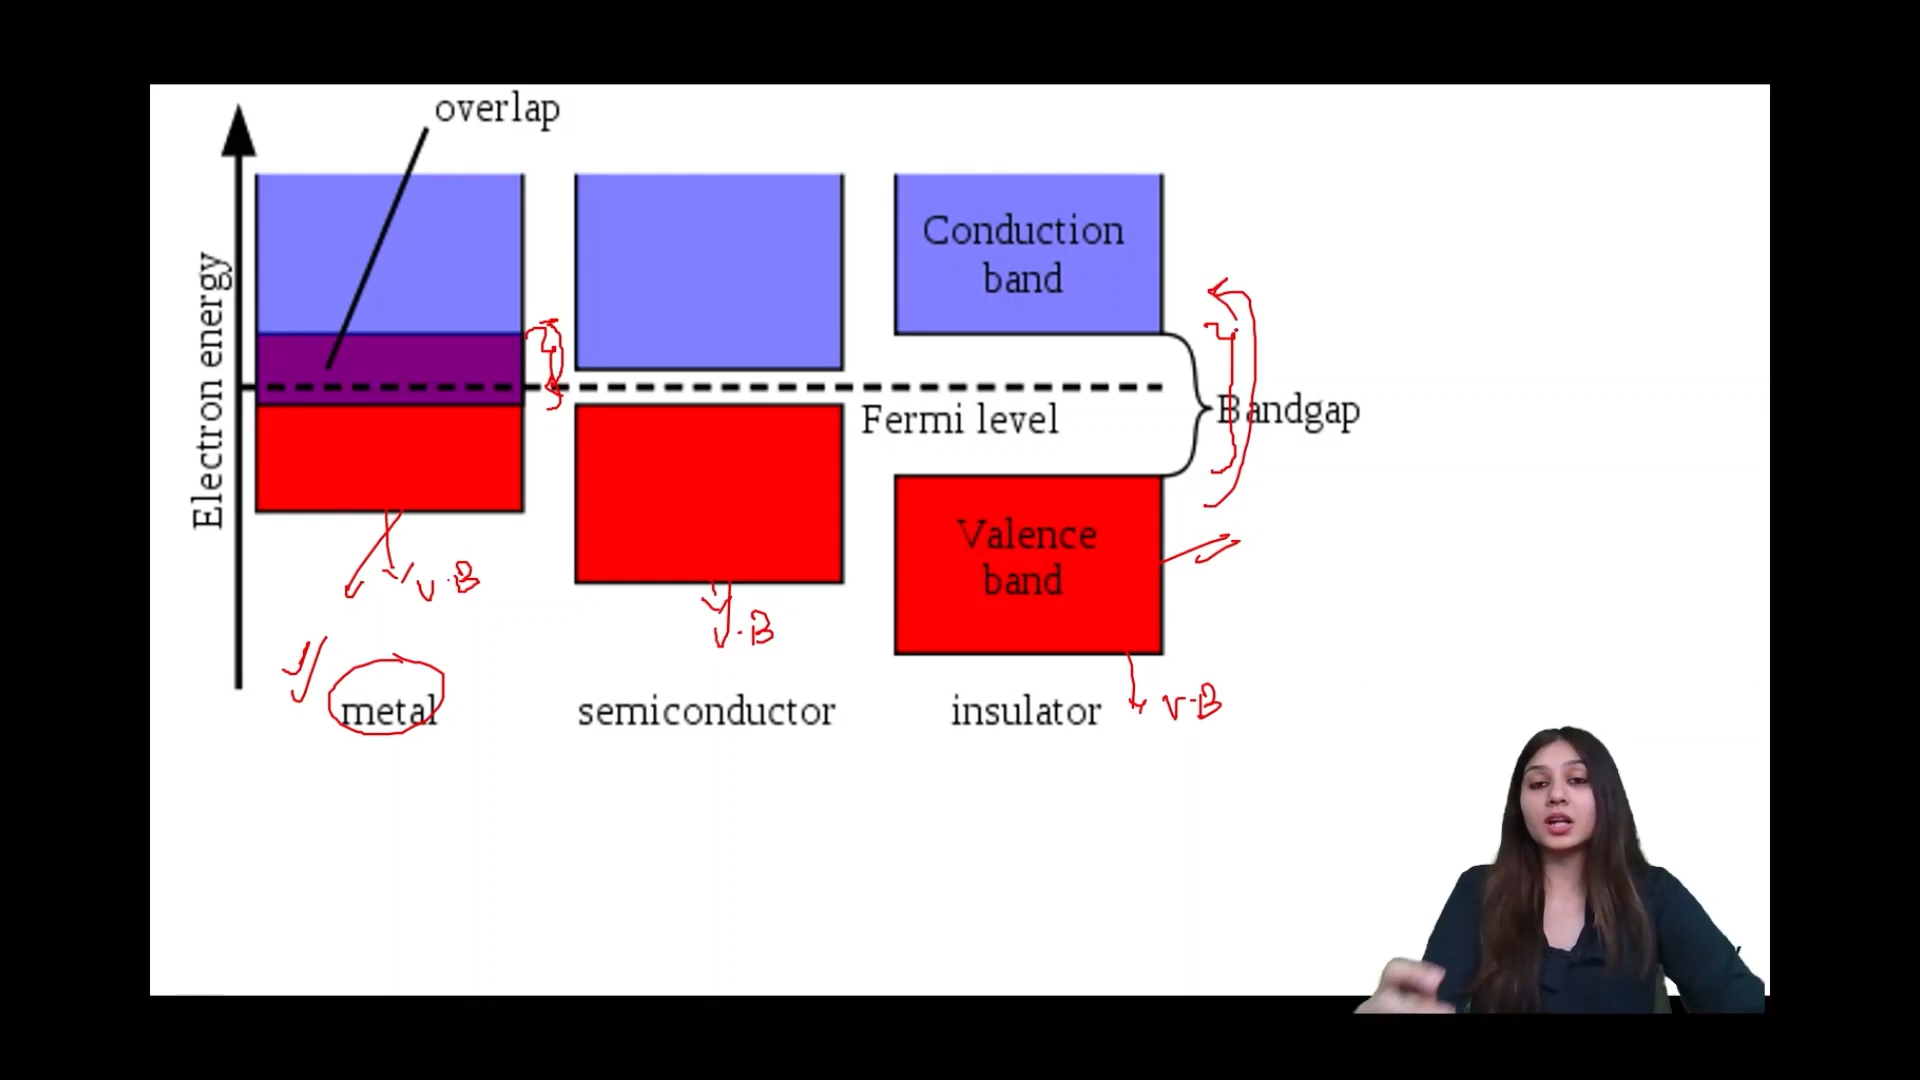 overlap
Electron energy
Conduction
band
Fermi level
Bandgap
Valence
band
V.B
V.B
V-B
metal
semiconductor
insulator